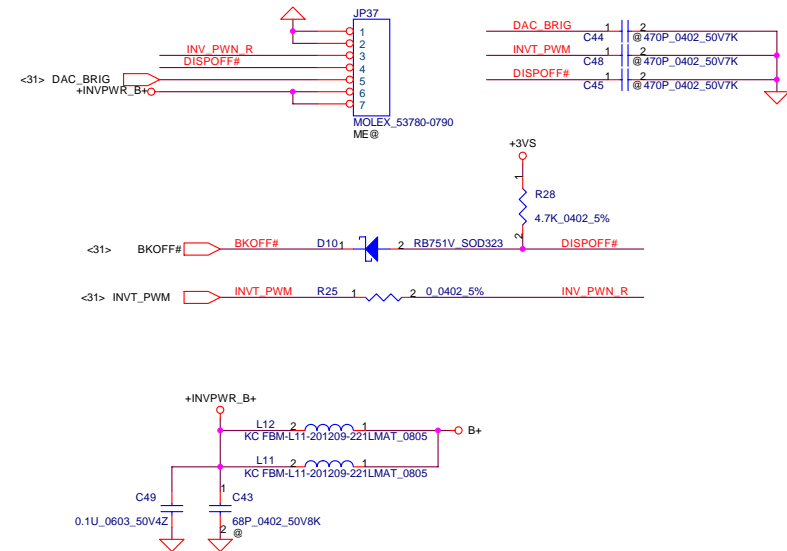 JP37
1
2
INV_PWN_R
3
DISPOFF#
4
<31> DAC_BRIG
5
+INVPWR_B+
6
7
MOLEX_53780-0790
ME@
DAC_BRIG
1
2
C44
@470P_0402_50V7K
INVT_PWM
1
2
C48
@470P_0402_50V7K
DISPOFF#
1
2
C45
@470P_0402_50V7K
+3VS
1
R28
4.7K_0402_5%
2
<31> BKOFF#
BKOFF#
D10
1
2
RB751V_SOD323
DISPOFF#
<31> INVT_PWM
INVT_PWM
R25
1
2
0_0402_5%
INV_PWN_R
+INVPWR_B+
L12
2
1
KC FBM-L11-201209-221LMAT_0805
B+
L11
2
1
KC FBM-L11-201209-221LMAT_0805
C49
0.1U_0603_50V4Z
1
C43
68P_0402_50V8K
2
@